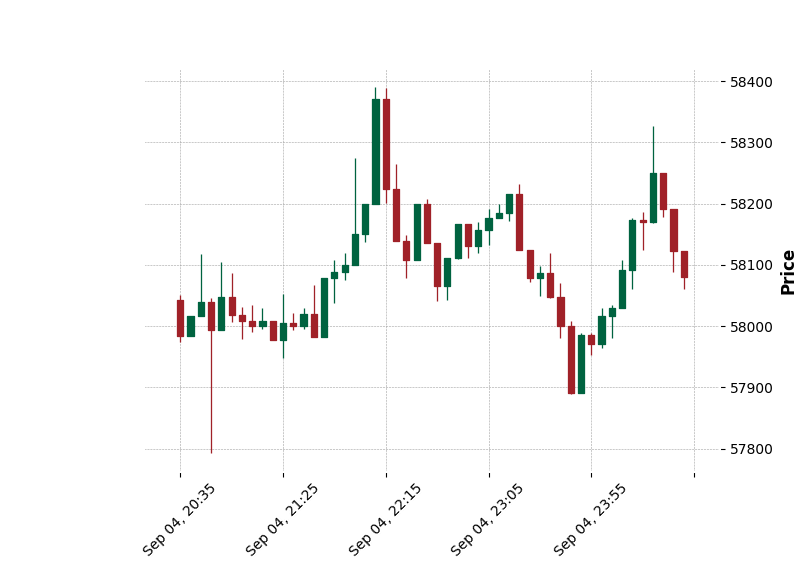 58400
58300
58200
58100
58000
57900
57800
Price
Sep 04, 20:35
Sep 04, 21:25
Sep 04, 22:15
Sep 04, 23:05
Sep 04, 23:55